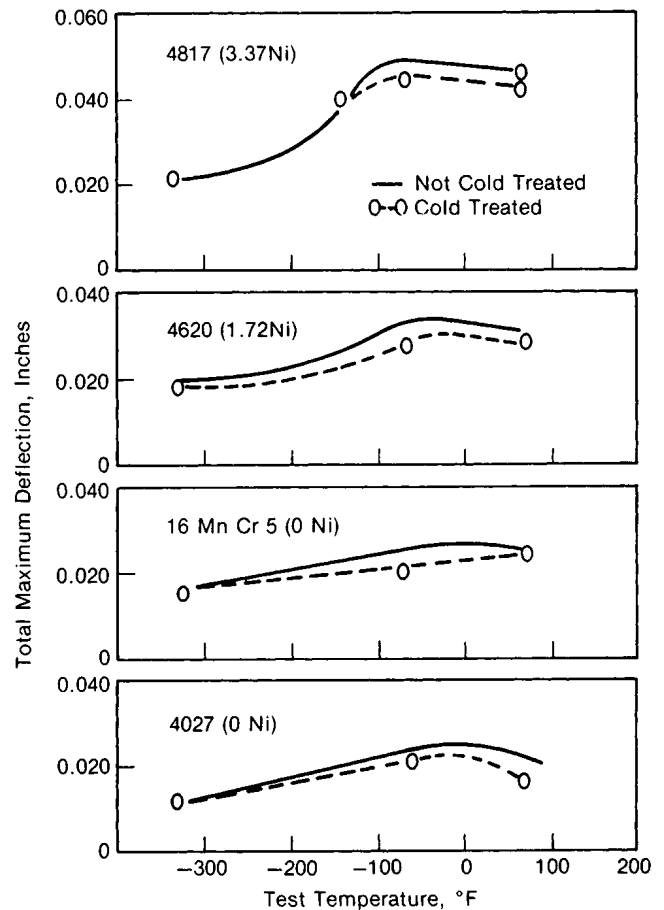 0.060
4817 (3.37Ni)
0.040
Not Cold Treated
Cold Treated
0.020
0
0.040
4620 (1.72Ni)
0.020
0
0.040
16 Mn Cr 5 (0 Ni)
0.020
0
0.040
4027 (0 Ni)
0.020
0
−300 −200 −100 0 100 200
Test Temperature, °F
Total Maximum Deflection, Inches